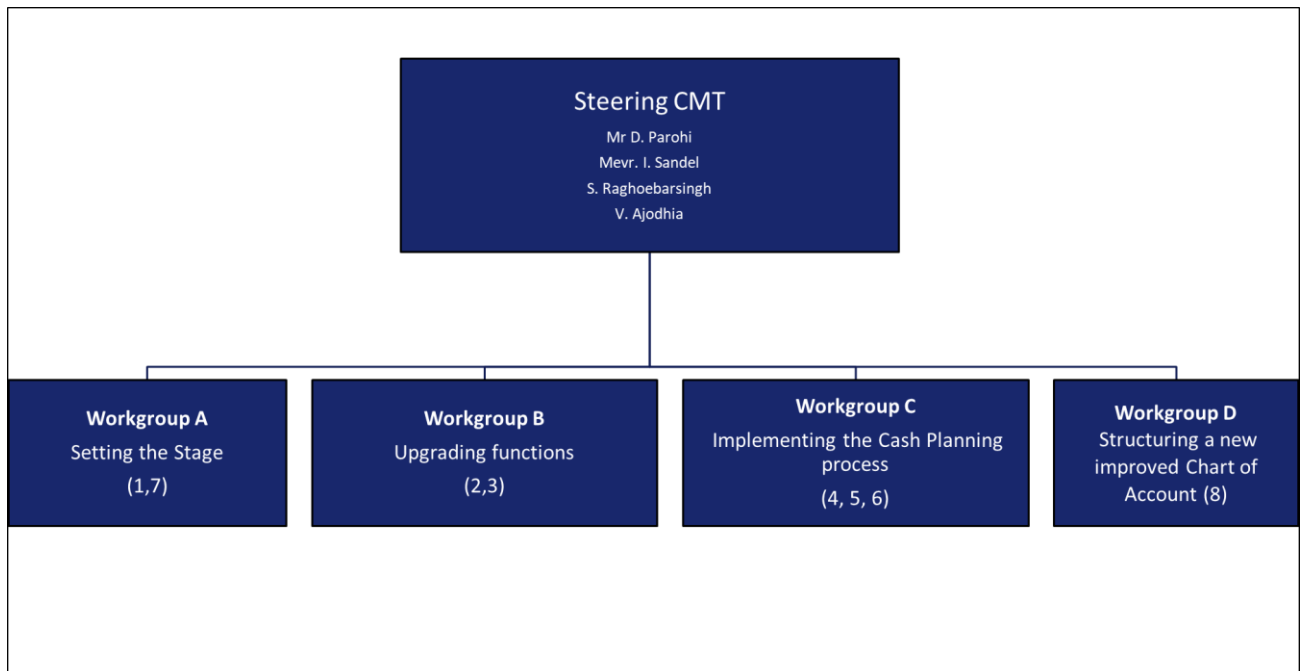 Steering CMT
Mr D. Parohi
Mevr. I. Sandel
S. Raghoebarsingh
V. Ajodhia
Workgroup A
Setting the Stage
(1,7)
Workgroup B
Upgrading functions
(2,3)
Workgroup C
Implementing the Cash Planning
process
(4, 5, 6)
Workgroup D
Structuring a new
improved Chart of
Account (8)